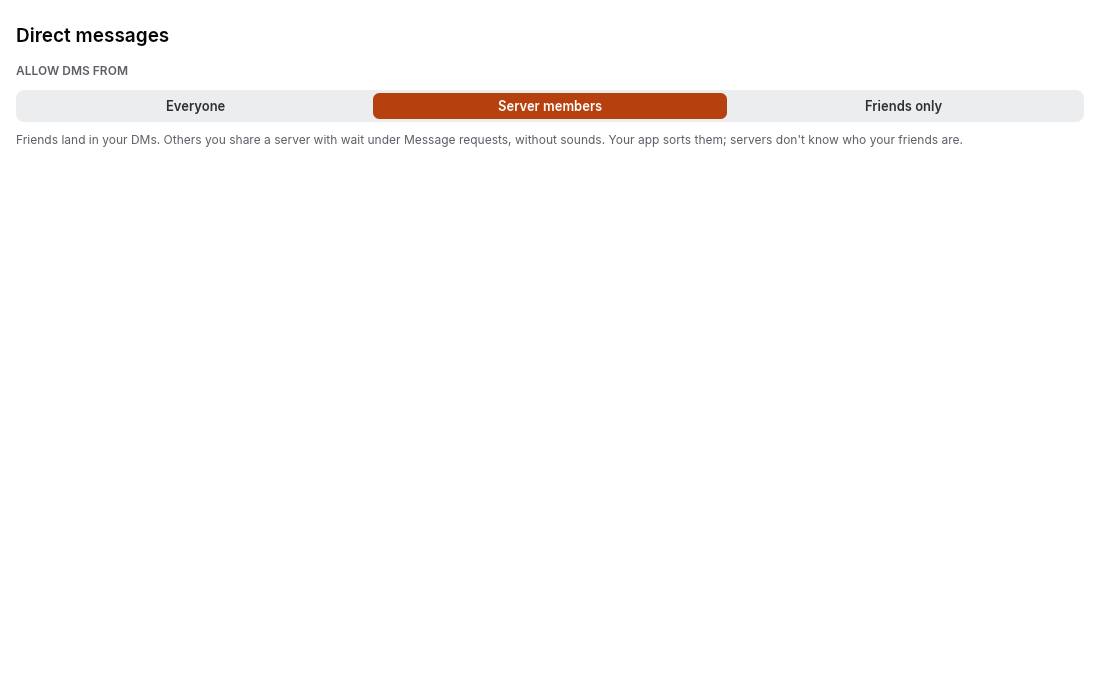 Direct messages
ALLOW DMS FROM
Everyone
Server members
Friends only
Friends land in your DMs. Others you share a server with wait under Message requests, without sounds. Your app sorts them; servers don't know who your friends are.